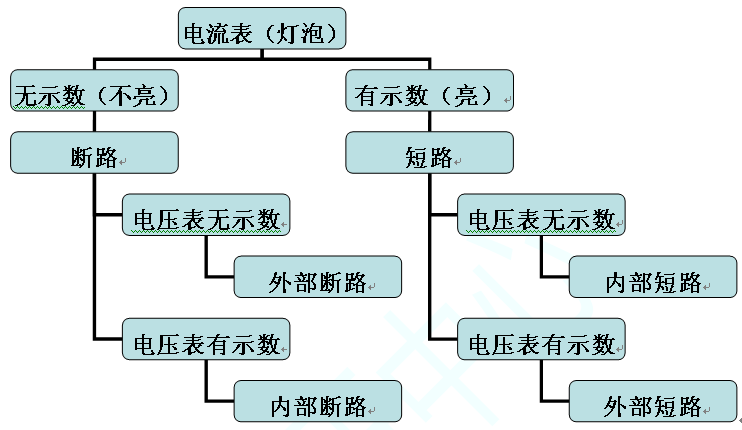 电流表（灯泡）
无示数（不亮）
有示数（亮）
断路
短路
电压表无示数
电压表无示数
外部断路
内部短路
电压表有示数
电压表有示数
内部断路
外部短路